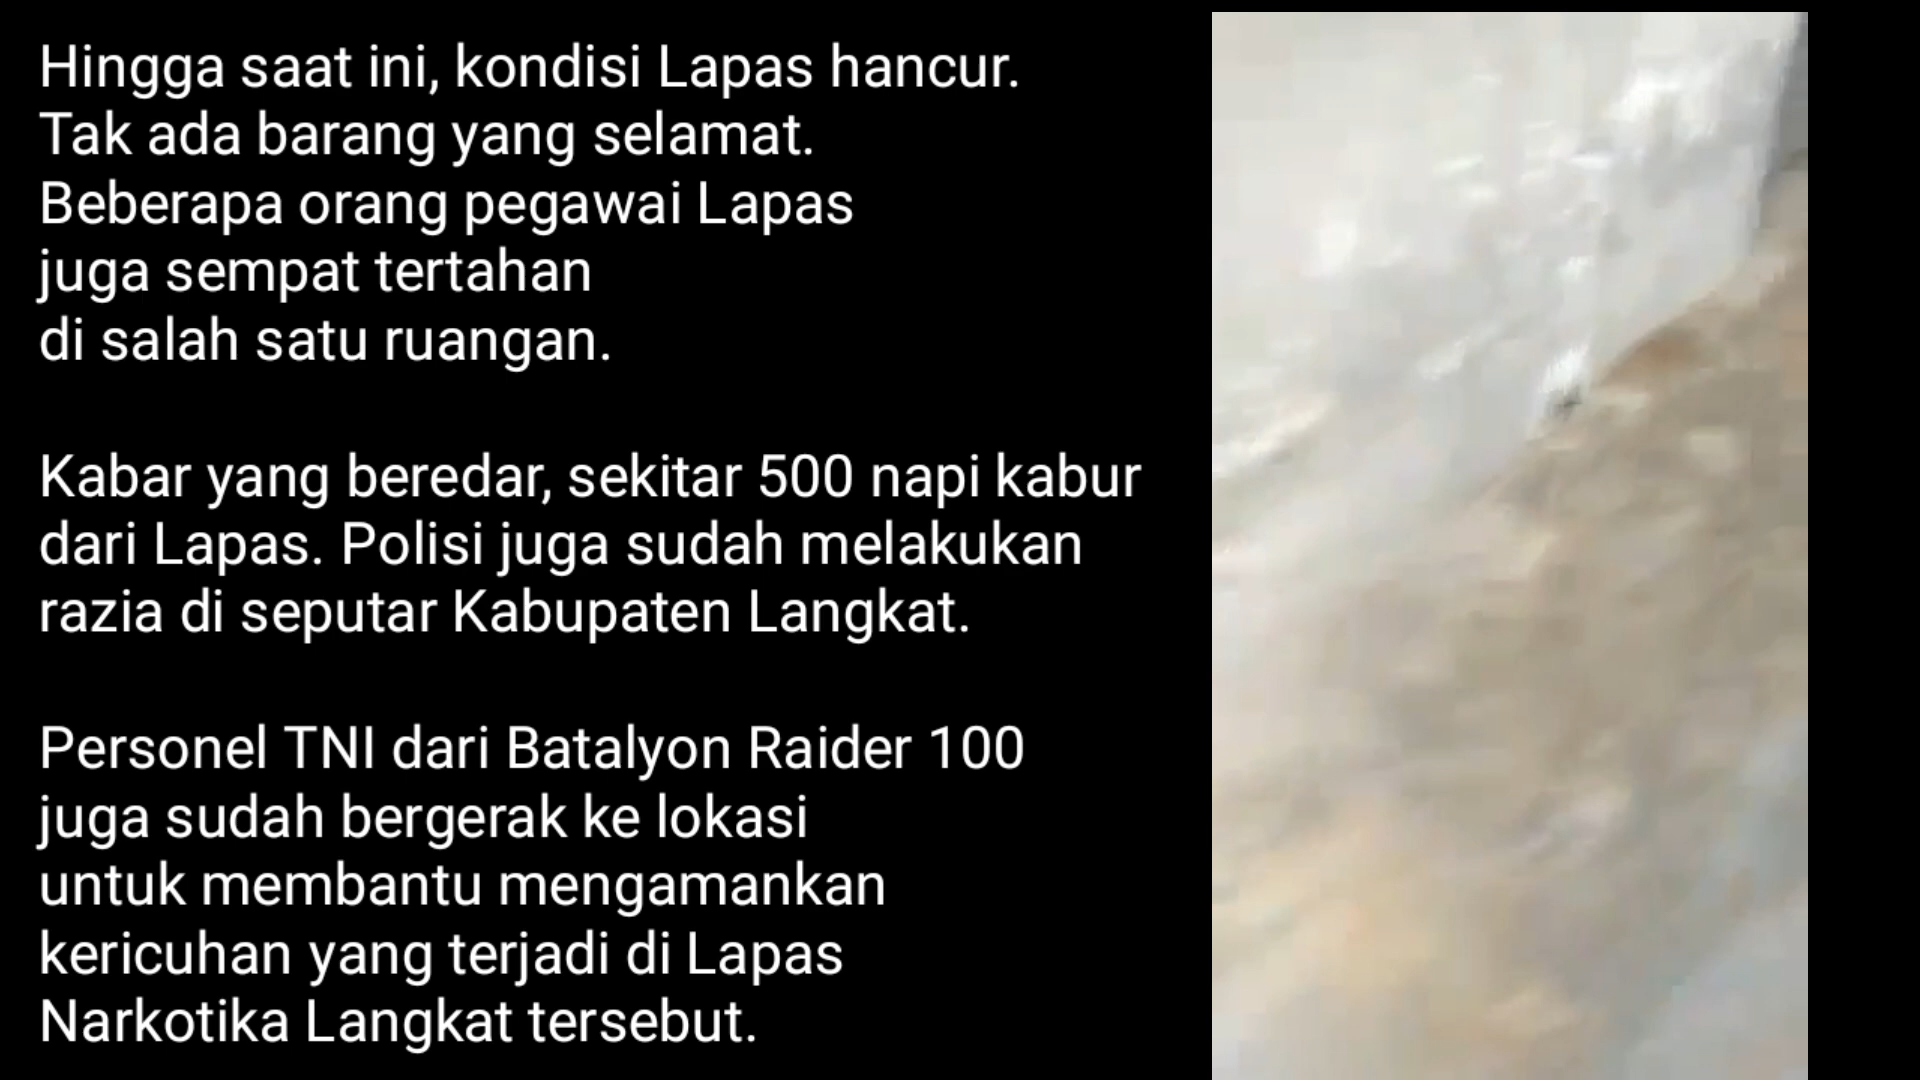 Hingga saat ini, kondisi Lapas hancur.
Tak ada barang yang selamat.
Beberapa orang pegawai Lapas
juga sempat tertahan
di salah satu ruangan.
Kabar yang beredar, sekitar 500 napi kabur
dari Lapas. Polisi juga sudah melakukan
razia di seputar Kabupaten Langkat.
Personel TNI dari Batalyon Raider 100
juga sudah bergerak ke lokasi
untuk membantu mengamankan
kericuhan yang terjadi di Lapas
Narkotika Langkat tersebut.